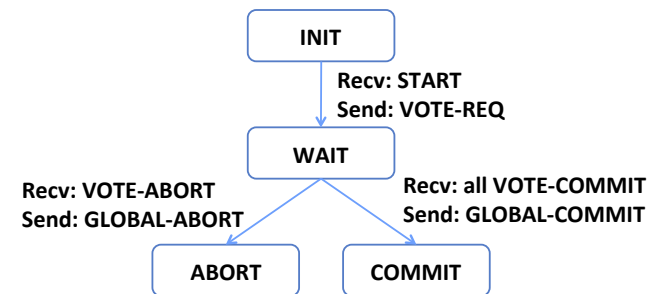 INIT
Recv: START
Send: VOTE-REQ
WAIT
Recv: VOTE-ABORT
Send: GLOBAL-ABORT
Recv: all VOTE-COMMIT
Send: GLOBAL-COMMIT
ABORT
COMMIT